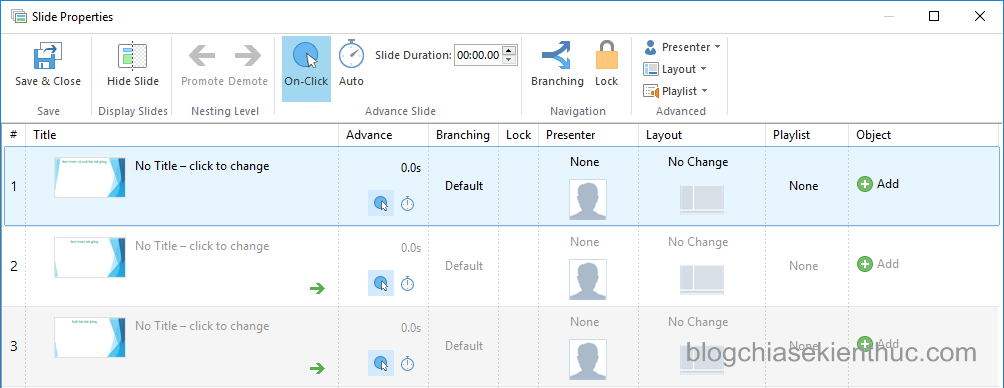 Slide Properties
Save & Close
Hide Slide
Promote Demote
On-Click
Auto
Slide Duration: 00:00.00
Branching
Lock
Presenter
Layout
Playlist
Save
Display Slides
Nesting Level
Advance Slide
Navigation
Advanced
# Title Advance Branching Lock Presenter Layout Playlist Object
1 No Title – click to change 0.0s Default None No Change None Add
2 No Title – click to change 0.0s Default None No Change None Add
3 No Title – click to change 0.0s Default None No Change None Add
blogchiasekienthuc.com